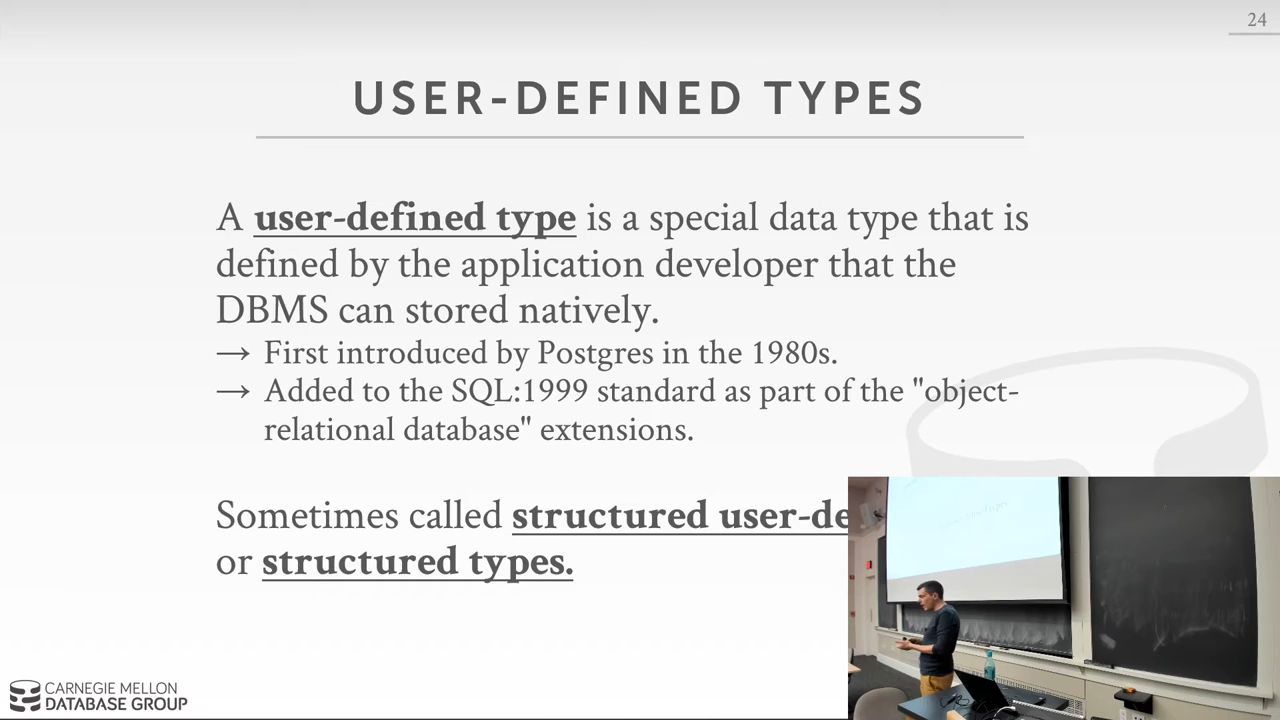 24
USER-DEFINED TYPES
A user-defined type is a special data type that is
defined by the application developer that the
DBMS can stored natively.
→ First introduced by Postgres in the 1980s.
→ Added to the SQL:1999 standard as part of the "object-
relational database" extensions.
Sometimes called structured user-de
or structured types.
CARNEGIE MELLON
DATABASE GROUP